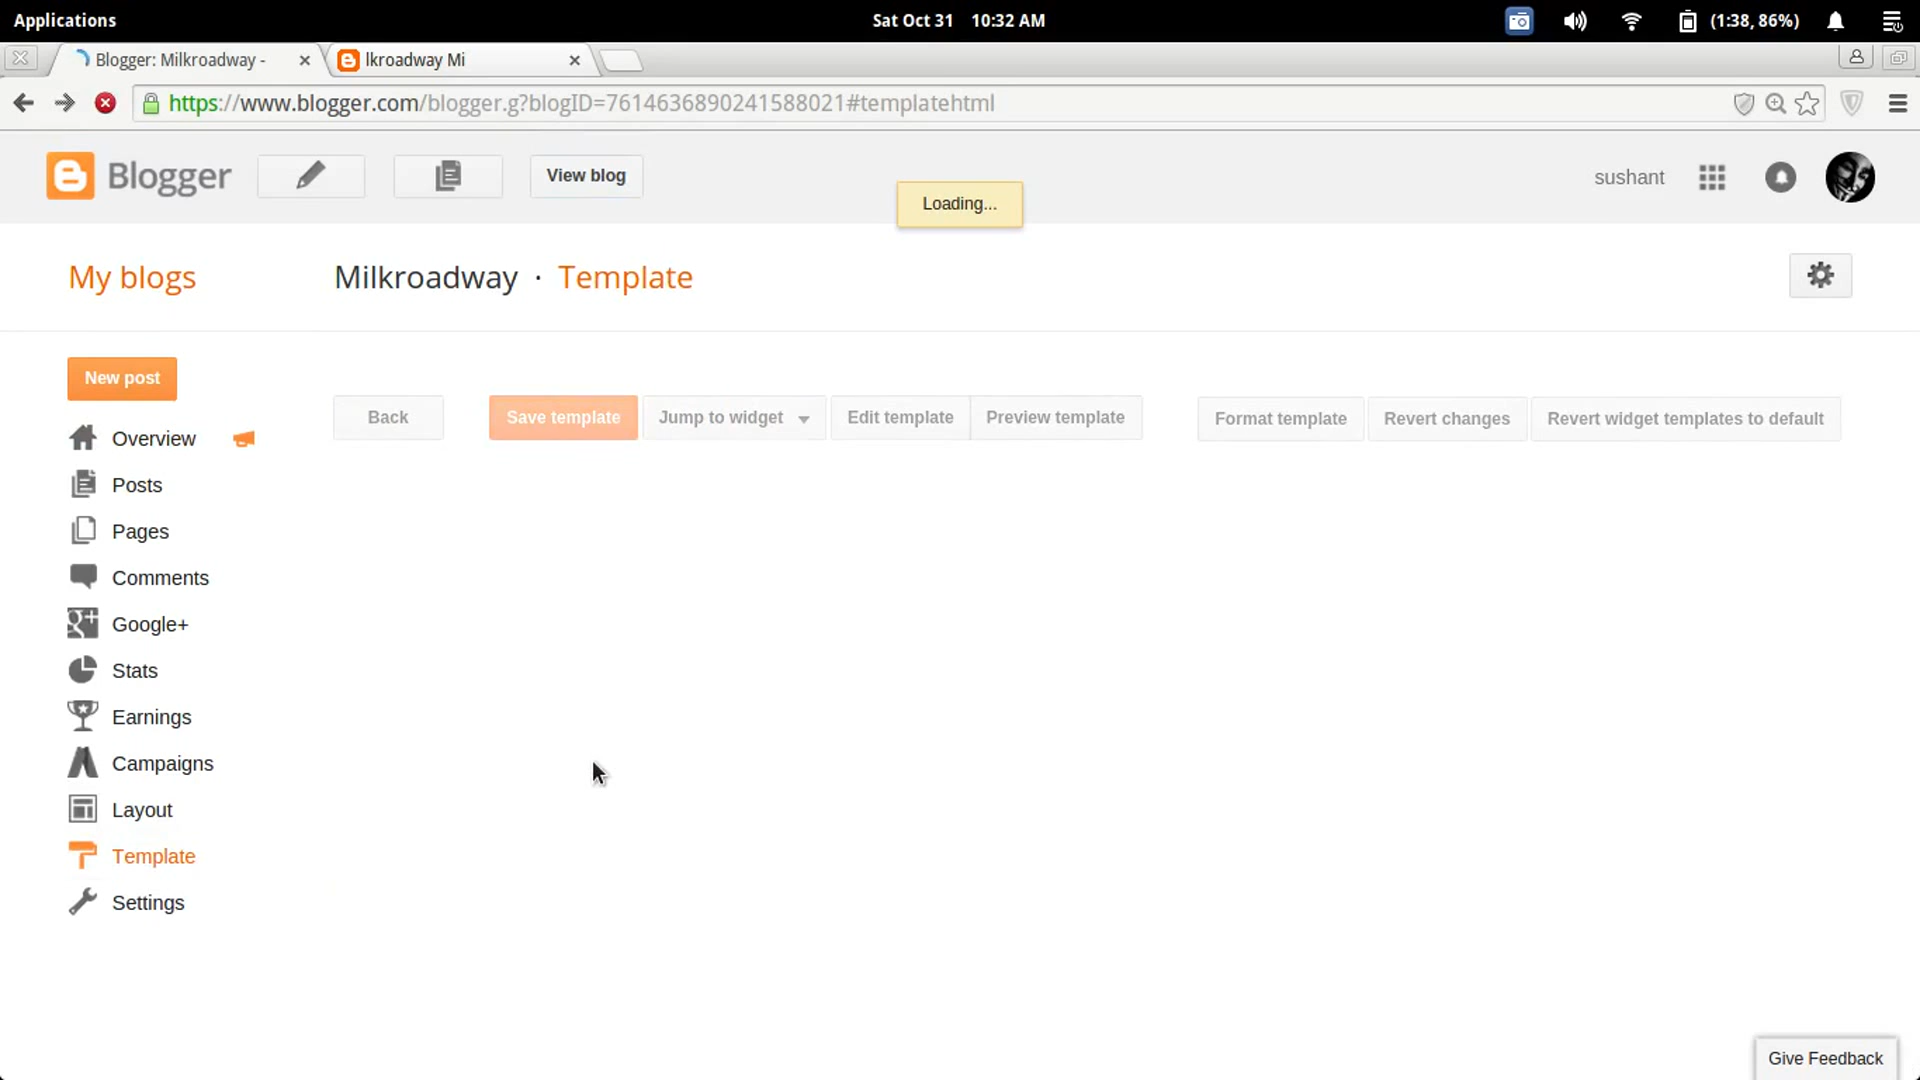 Applications
Sat Oct 31 10:32 AM
(1:38, 86%)
Blogger: Milkroadway -
lkroadway Mi
https://www.blogger.com/blogger.g?blogID=7614636890241588021#templatehtml
Blogger
View blog
sushant
Loading...
My blogs
Milkroadway · Template
New post
Back
Save template
Jump to widget
Edit template
Preview template
Format template
Revert changes
Revert widget templates to default
Overview
Posts
Pages
Comments
Google+
Stats
Earnings
Campaigns
Layout
Template
Settings
Give Feedback